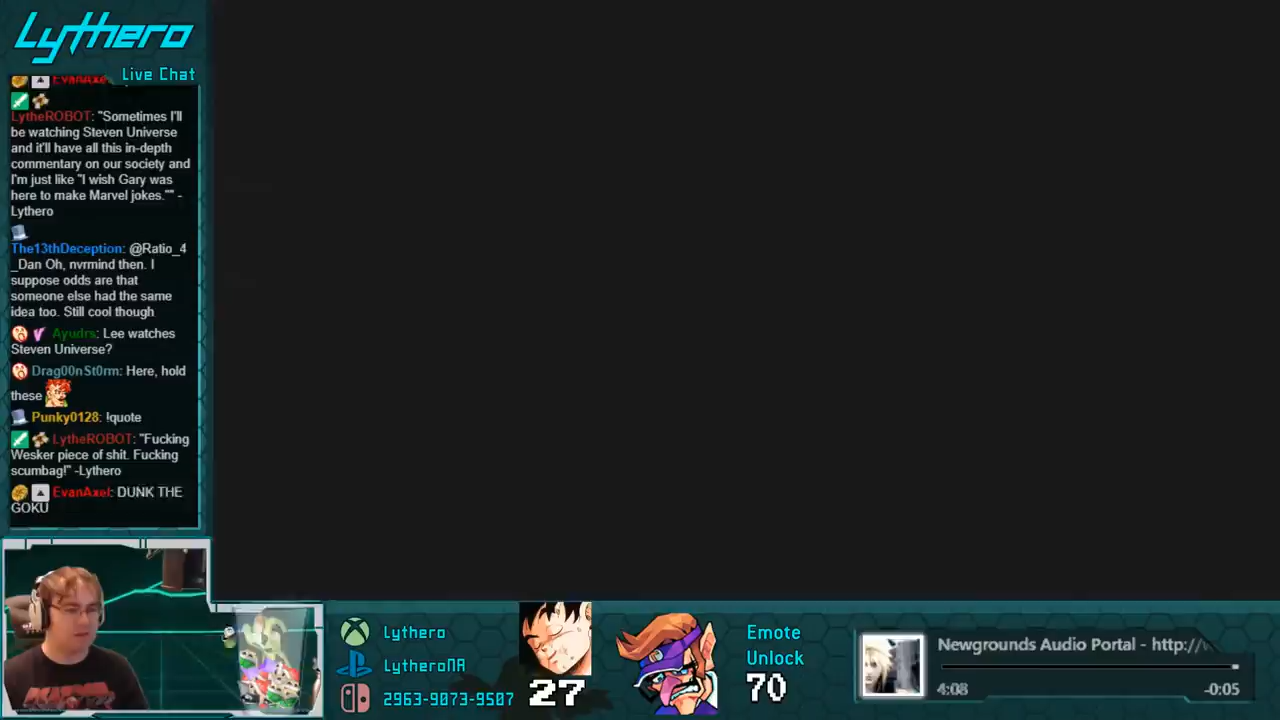 Lythero
Live Chat
EvanAxe
LytheROBOT: "Sometimes I'll
be watching Steven Universe
and it'll have all this in-depth
commentary on our society and
I'm just like "I wish Gary was
here to make Marvel jokes."" -
Lythero
The13thDeception: @Ratio_4
_Dan Oh, nvrmind then. I
suppose odds are that
someone else had the same
idea too. Still cool though
Ayudrs: Lee watches
Steven Universe?
Drag00nSt0rm: Here, hold
these
Punky0128: !quote
LytheROBOT: "Fucking
Wesker piece of shit. Fucking
scumbag!" -Lythero
EvanAxel: DUNK THE
GOKU
Lythero
LytheroNA
2963-9073-9507
27
Emote
Unlock
70
Newgrounds Audio Portal - http://
4:08
-0:05